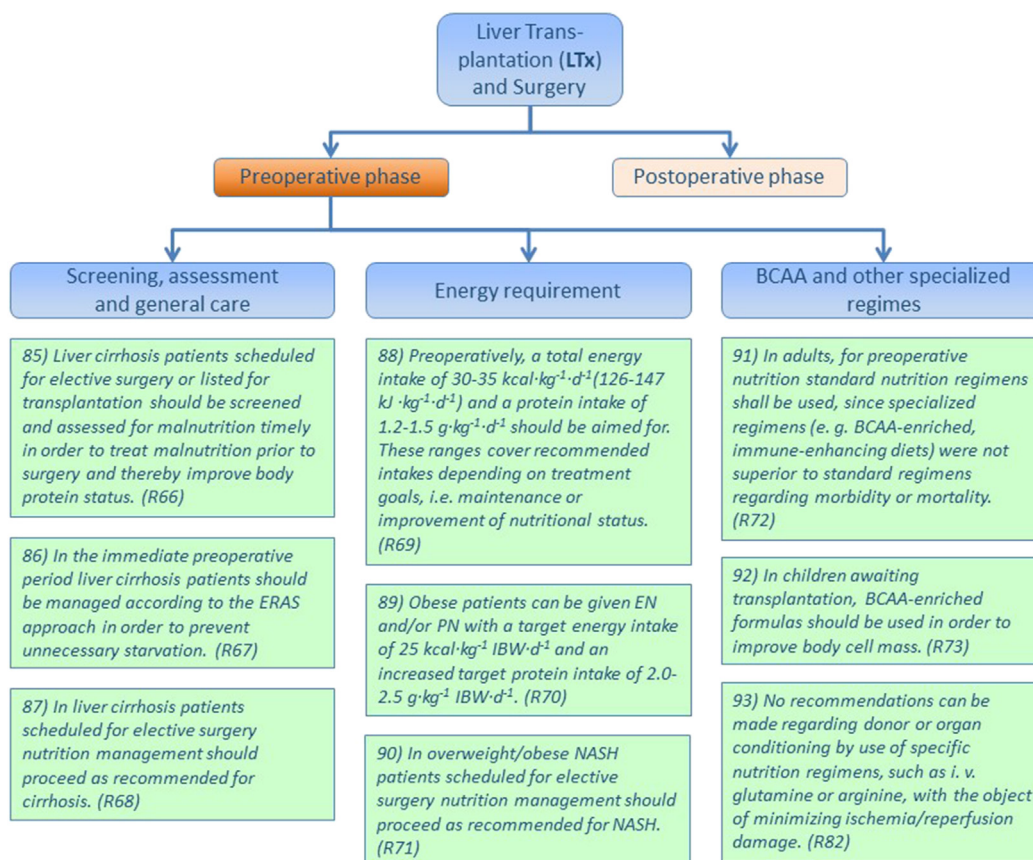 Liver Trans-
plantation (LTx)
and Surgery
Preoperative phase
Postoperative phase
Screening, assessment
and general care
85) Liver cirrhosis patients scheduled
for elective surgery or listed for
transplantation should be screened
and assessed for malnutrition timely
in order to treat malnutrition prior to
surgery and thereby improve body
protein status. (R66)
86) In the immediate preoperative
period liver cirrhosis patients should
be managed according to the ERAS
approach in order to prevent
unnecessary starvation. (R67)
87) In liver cirrhosis patients
scheduled for elective surgery
nutrition management should
proceed as recommended for
cirrhosis. (R68)
Energy requirement
88) Preoperatively, a total energy
intake of 30-35 kcal·kg⁻¹·d⁻¹(126-147
kJ ·kg⁻¹·d⁻¹) and a protein intake of
1.2-1.5 g·kg⁻¹·d⁻¹ should be aimed for.
These ranges cover recommended
intakes depending on treatment
goals, i.e. maintenance or
improvement of nutritional status.
(R69)
89) Obese patients can be given EN
and/or PN with a target energy intake
of 25 kcal·kg⁻¹ IBW·d⁻¹ and an
increased target protein intake of 2.0-
2.5 g·kg⁻¹ IBW·d⁻¹. (R70)
90) In overweight/obese NASH
patients scheduled for elective
surgery nutrition management should
proceed as recommended for NASH.
(R71)
BCAA and other specialized
regimes
91) In adults, for preoperative
nutrition standard nutrition regimens
shall be used, since specialized
regimens (e. g. BCAA-enriched,
immune-enhancing diets) were not
superior to standard regimens
regarding morbidity or mortality.
(R72)
92) In children awaiting
transplantation, BCAA-enriched
formulas should be used in order to
improve body cell mass. (R73)
93) No recommendations can be
made regarding donor or organ
conditioning by use of specific
nutrition regimens, such as i. v.
glutamine or arginine, with the object
of minimizing ischemia/reperfusion
damage. (R82)